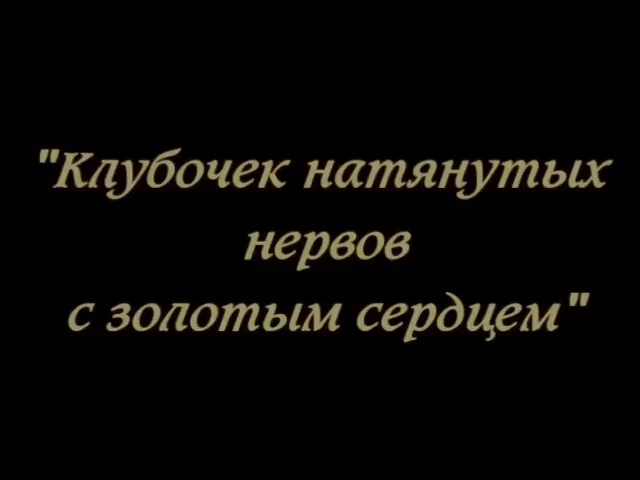 "Клубочек натянутых
нервов
с золотым сердцем"